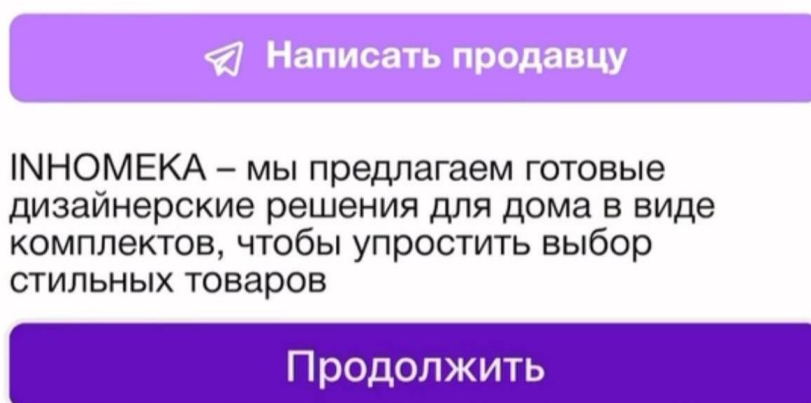 Написать продавцу
INHOMEKA – мы предлагаем готовые
дизайнерские решения для дома в виде
комплектов, чтобы упростить выбор
стильных товаров
Продолжить